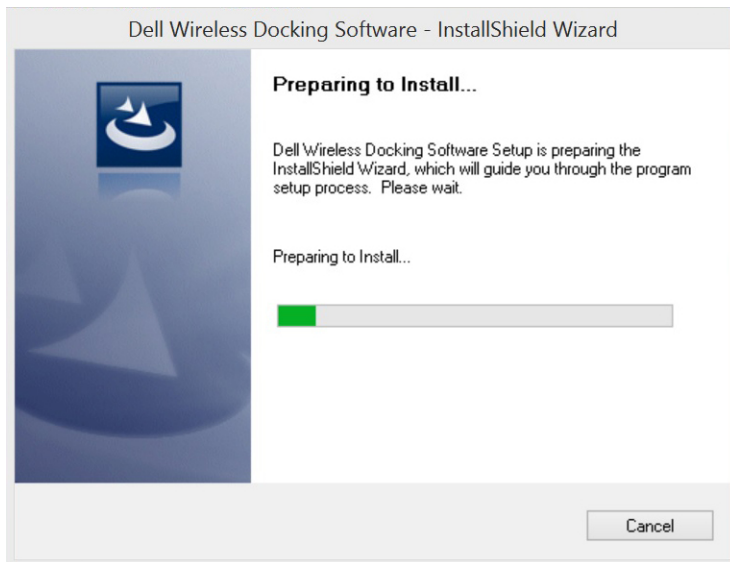 Dell Wireless Docking Software - InstallShield Wizard
Preparing to Install...
Dell Wireless Docking Software Setup is preparing the
InstallShield Wizard, which will guide you through the program
setup process.  Please wait.
Preparing to Install...
Cancel